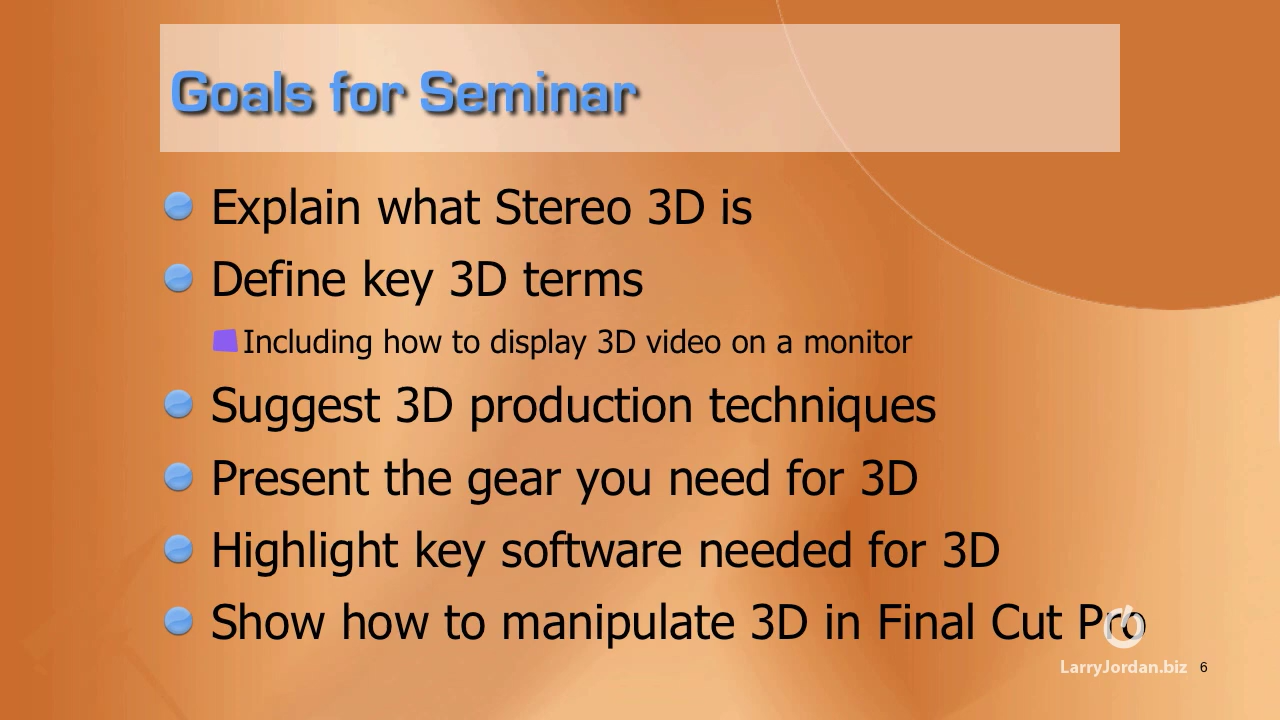 Goals for Seminar
Explain what Stereo 3D is
Define key 3D terms
Including how to display 3D video on a monitor
Suggest 3D production techniques
Present the gear you need for 3D
Highlight key software needed for 3D
Show how to manipulate 3D in Final Cut Pro
LarryJordan.biz 6